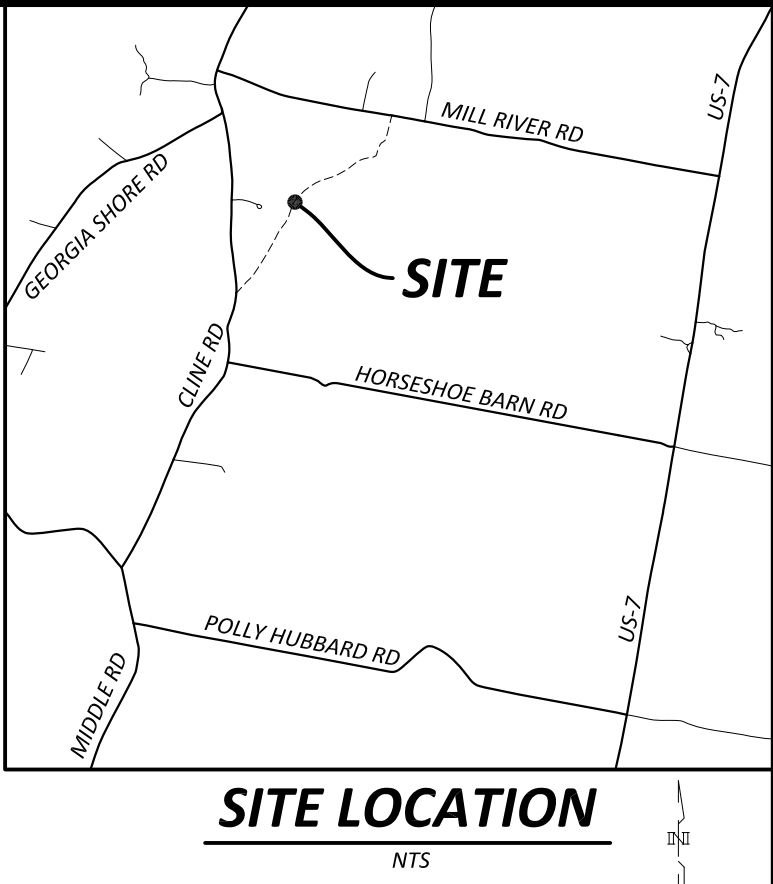 US-7
MILL RIVER RD
GEORGIA SHORE RD
SITE
CLINE RD
HORSESHOE BARN RD
US-7
POLLY HUBBARD RD
MIDDLE RD
SITE LOCATION
NTS
N